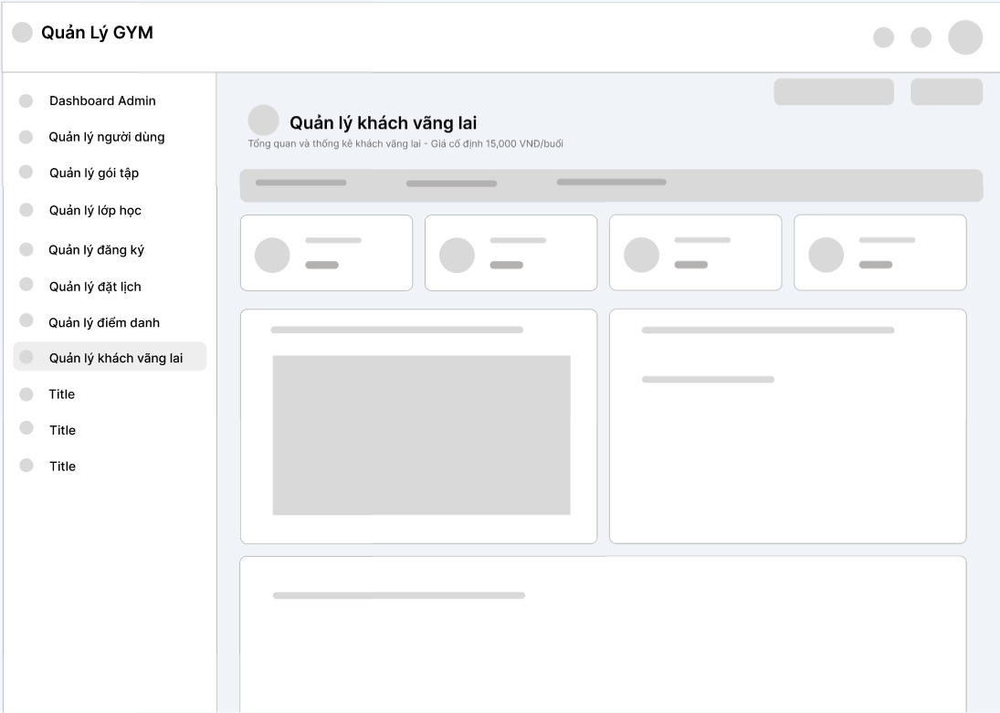 Quản Lý GYM
Dashboard Admin
Quản lý người dùng
Quản lý gói tập
Quản lý lớp học
Quản lý đăng ký
Quản lý đặt lịch
Quản lý điểm danh
Quản lý khách vãng lai
Title
Title
Title
Quản lý khách vãng lai
Tổng quan và thống kê khách vãng lai - Giá cố định 15,000 VNĐ/buổi